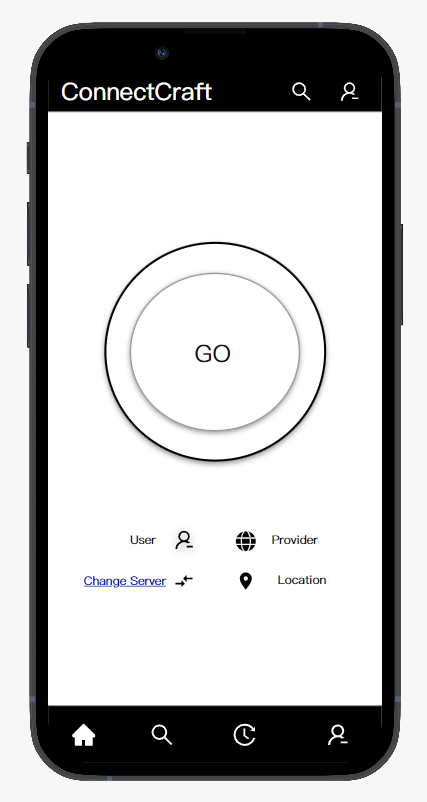 ConnectCraft
GO
User Provider
Change Server Location